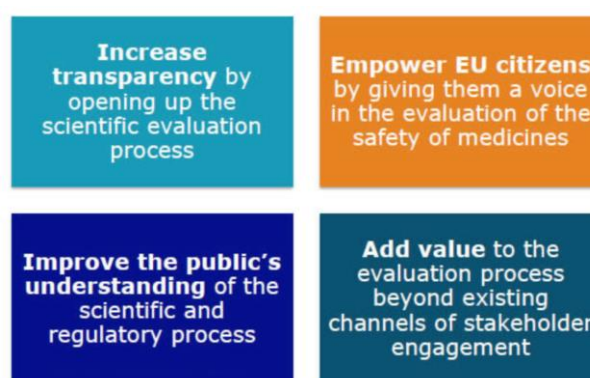 Increase
transparency by
opening up the
scientific evaluation
process
Empower EU citizens
by giving them a voice
in the evaluation of the
safety of medicines
Improve the public's
understanding of the
scientific and
regulatory process
Add value to the
evaluation process
beyond existing
channels of stakeholder
engagement